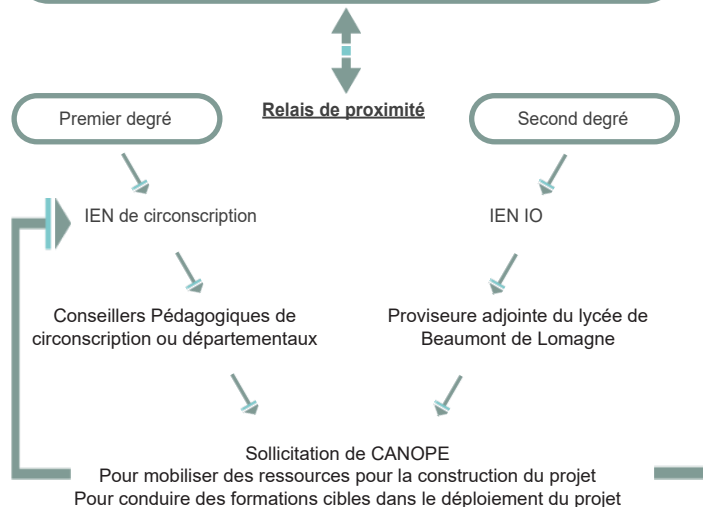 Relais de proximité
Premier degré
Second degré
IEN de circonscription
IEN IO
Conseillers Pédagogiques de
circonscription ou départementaux
Proviseure adjointe du lycée de
Beaumont de Lomagne
Sollicitation de CANOPE
Pour mobiliser des ressources pour la construction du projet
Pour conduire des formations cibles dans le déploiement du projet